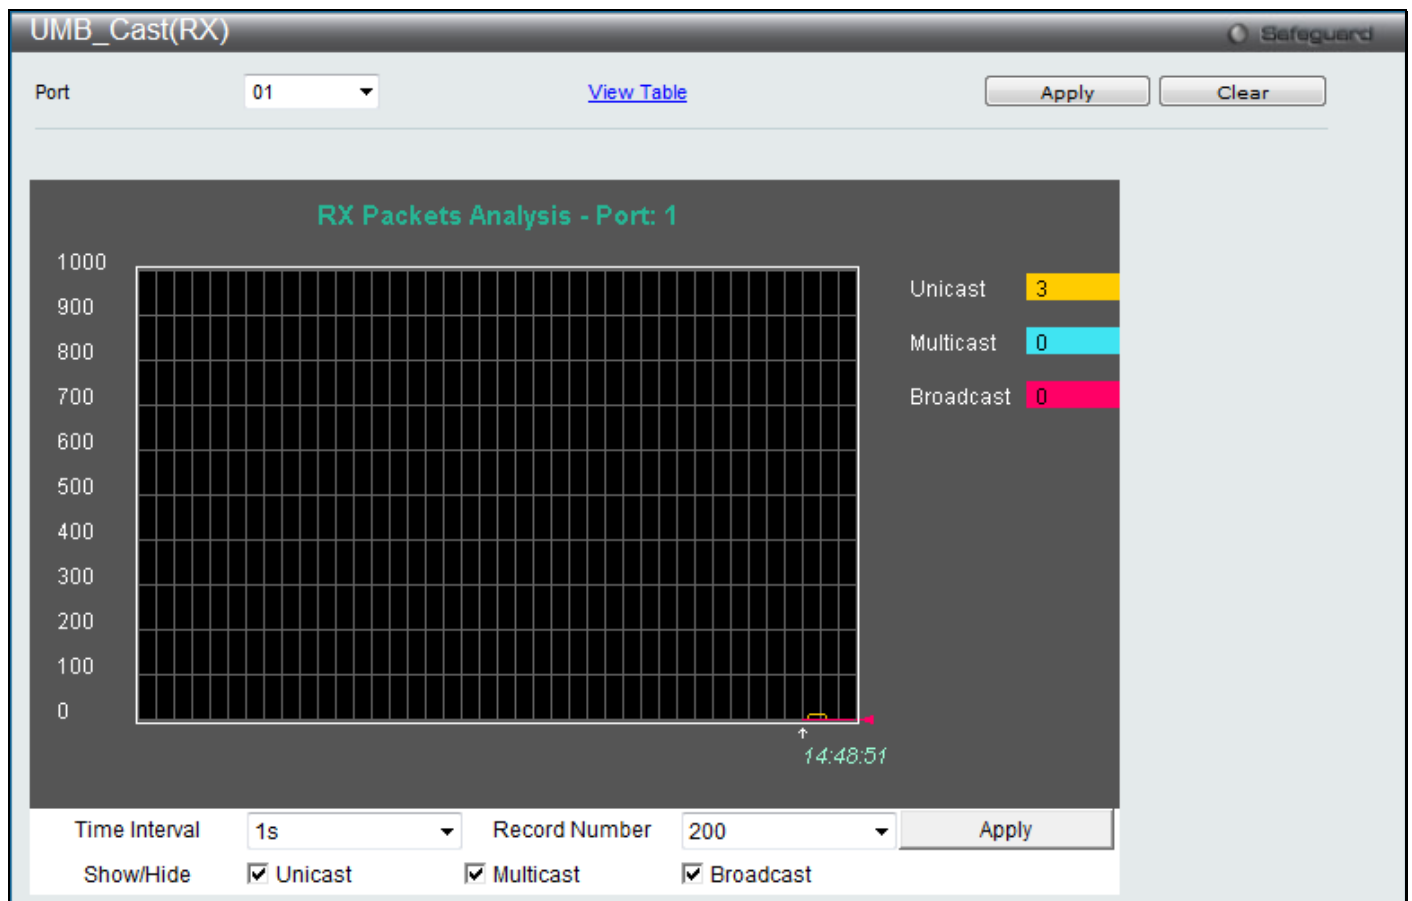 UMB_Cast(RX)
Safeguard
Port 01 View Table Apply Clear
RX Packets Analysis - Port: 1
1000
900
800
700
600
500
400
300
200
100
0
Unicast 3
Multicast 0
Broadcast 0
14:48:51
Time Interval 1s Record Number 200 Apply
Show/Hide Unicast Multicast Broadcast